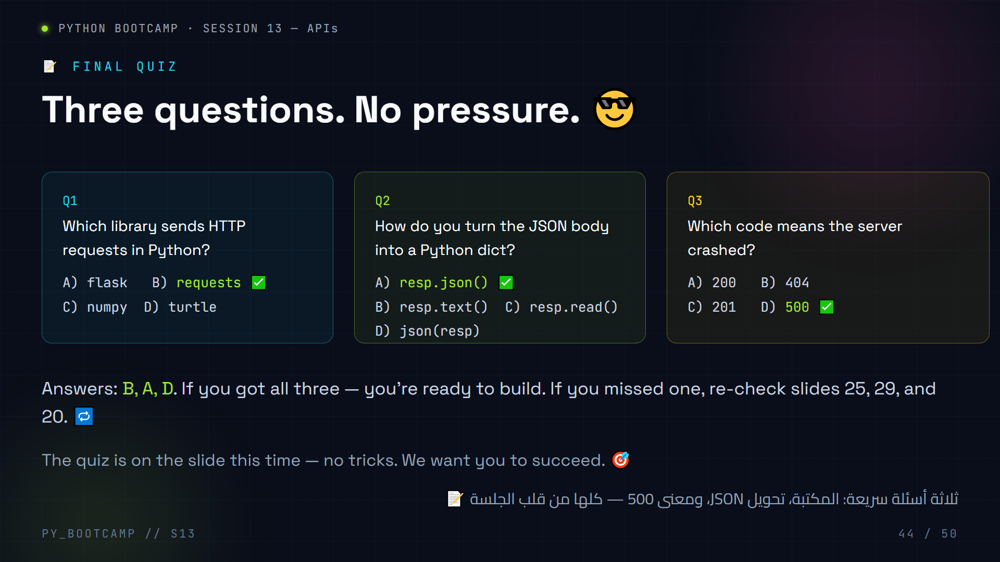 PYTHON BOOTCAMP · SESSION 13 — APIs
📝 FINAL QUIZ
Three questions. No pressure. 😎
Q1
Which library sends HTTP
requests in Python?
A) flask B) requests ✅
C) numpy D) turtle
Q2
How do you turn the JSON body
into a Python dict?
A) resp.json() ✅
B) resp.text() C) resp.read()
D) json(resp)
Q3
Which code means the server
crashed?
A) 200 B) 404
C) 201 D) 500 ✅
Answers: B, A, D. If you got all three — you’re ready to build. If you missed one, re-check slides 25, 29, and
20. 🔁
The quiz is on the slide this time — no tricks. We want you to succeed. 🎯
ثلاثة أسئلة سريعة: المكتبة، تحويل JSON، ومعنى 500 — كلها من قلب الجلسة 📝
PY_BOOTCAMP // S13
44 / 50